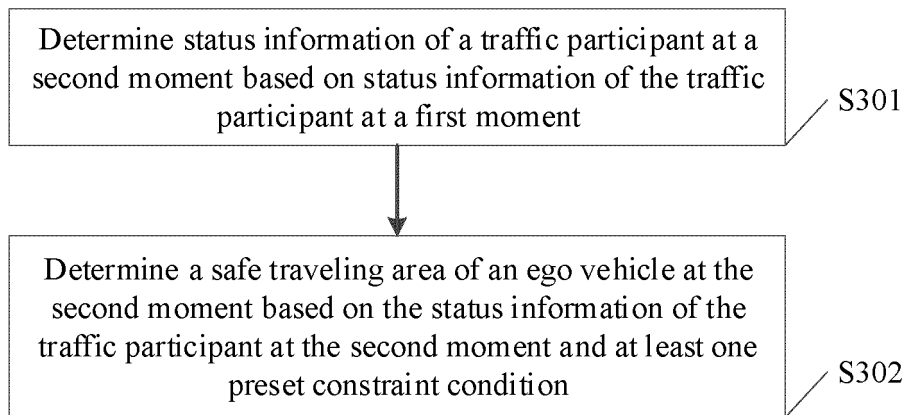 Determine status information of a traffic participant at a
second moment based on status information of the traffic
participant at a first moment
S301
Determine a safe traveling area of an ego vehicle at the
second moment based on the status information of the
traffic participant at the second moment and at least one
preset constraint condition
S302